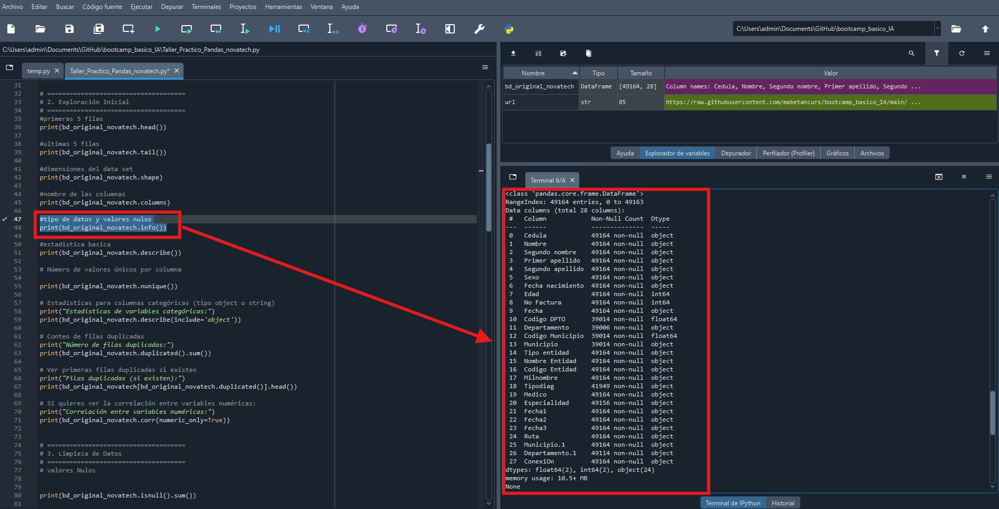 Archivo Editar Buscar Código fuente Ejecutar Depurar Terminales Proyectos Herramientas Ventana Ayuda
C:\Users\admin\Documents\GitHub\bootcamp_basico_IA
C:\Users\admin\Documents\GitHub\bootcamp_basico_IA\Taller_Practico_Pandas_novatech.py
temp.py Taller_Practico_Pandas_novatech.py*
31
32 # =====================================
33 # 2. Exploración Inicial
34 # =====================================
35 #primeras 5 filas
36 print(bd_original_novatech.head())
37
38 #ultimas 5 filas
39 print(bd_original_novatech.tail())
40
41 #dimensiones del data set
42 print(bd_original_novatech.shape)
43
44 #nombre de las columnas
45 print(bd_original_novatech.columns)
46
47 #tipo de datos y valores nulos
48 print(bd_original_novatech.info())
49
50 #estadistica basica
51 print(bd_original_novatech.describe())
52
53 # Número de valores únicos por columna
54
55 print(bd_original_novatech.nunique())
56
57 # Estadísticas para columnas categóricas (tipo object o string)
58 print("Estadísticas de variables categóricas:")
59 print(bd_original_novatech.describe(include='object'))
60
61 # Conteo de filas duplicadas
62 print("Número de filas duplicadas:")
63 print(bd_original_novatech.duplicated().sum())
64
65 # Ver primeras filas duplicadas si existen
66 print("Filas duplicadas (si existen):")
67 print(bd_original_novatech[bd_original_novatech.duplicated()].head())
68
69 # Si quieres ver la correlación entre variables numéricas:
70 print("Correlación entre variables numéricas:")
71 print(bd_original_novatech.corr(numeric_only=True))
72
73
74 # =====================================
75 # 3. Limpieza de Datos
76 # =====================================
77 # valores Nulos
78
79
80 print(bd_original_novatech.isnull().sum())
81
Nombre Tipo Tamaño Valor
bd_original_novatech DataFrame [49164, 28] Column names: Cedula, Nombre, Segundo nombre, Primer apellido, Segundo ...
url str 85 https://raw.githubusercontent.com/mabetancurs/bootcamp_basico_IA/main/ ...
Ayuda Explorador de variables Depurador Perfilador (Profiler) Gráficos Archivos
Terminal 6/A
<class 'pandas.core.frame.DataFrame'>
RangeIndex: 49164 entries, 0 to 49163
Data columns (total 28 columns):
# Column Non-Null Count Dtype
--- ------ -------------- -----
0 Cedula 49164 non-null object
1 Nombre 49164 non-null object
2 Segundo nombre 49164 non-null object
3 Primer apellido 49164 non-null object
4 Segundo apellido 49164 non-null object
5 Sexo 49164 non-null object
6 Fecha nacimiento 49164 non-null object
7 Edad 49164 non-null int64
8 No Factura 49164 non-null int64
9 Fecha 49164 non-null object
10 Codigo DPTO 39014 non-null float64
11 Departamento 39006 non-null object
12 Codigo Municipio 39014 non-null float64
13 Municipio 39014 non-null object
14 Tipo entidad 49164 non-null object
15 Nombre Entidad 49164 non-null object
16 Codigo Entidad 49164 non-null object
17 Milnombre 49164 non-null object
18 Tipodiag 41949 non-null object
19 Medico 49164 non-null object
20 Especialidad 49156 non-null object
21 Fecha1 49164 non-null object
22 Fecha2 49164 non-null object
23 Fecha3 49164 non-null object
24 Ruta 49164 non-null object
25 Municipio.1 49164 non-null object
26 Departamento.1 49114 non-null object
27 ConexiOn 49164 non-null object
dtypes: float64(2), int64(2), object(24)
memory usage: 10.5+ MB
None
Terminal de IPython Historial